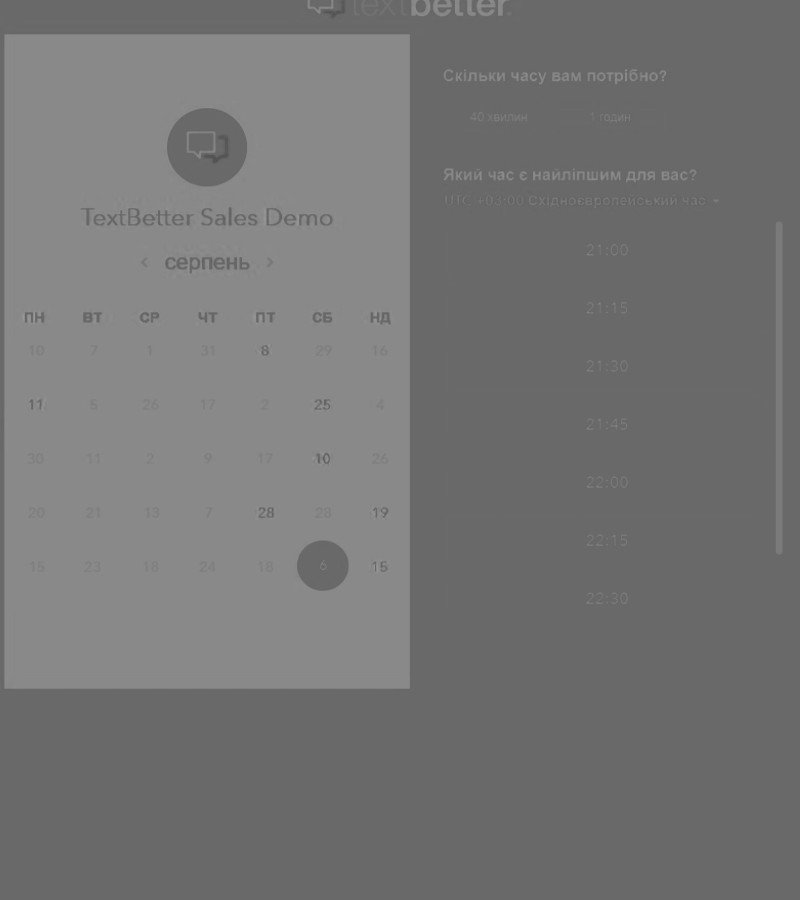 textbetter
TextBetter Sales Demo
< серпень >
ПН ВТ СР ЧТ ПТ СБ НД
10 7 1 31 8 29 16
11 5 26 17 2 25 4
30 11 2 9 17 10 26
20 21 13 7 28 28 19
15 23 18 24 18 6 15
Скільки часу вам потрібно?
40 хвилин 1 годин
Який час є найліпшим для вас?
UTC +03:00 Східноєвропейський час
21:00
21:15
21:30
21:45
22:00
22:15
22:30